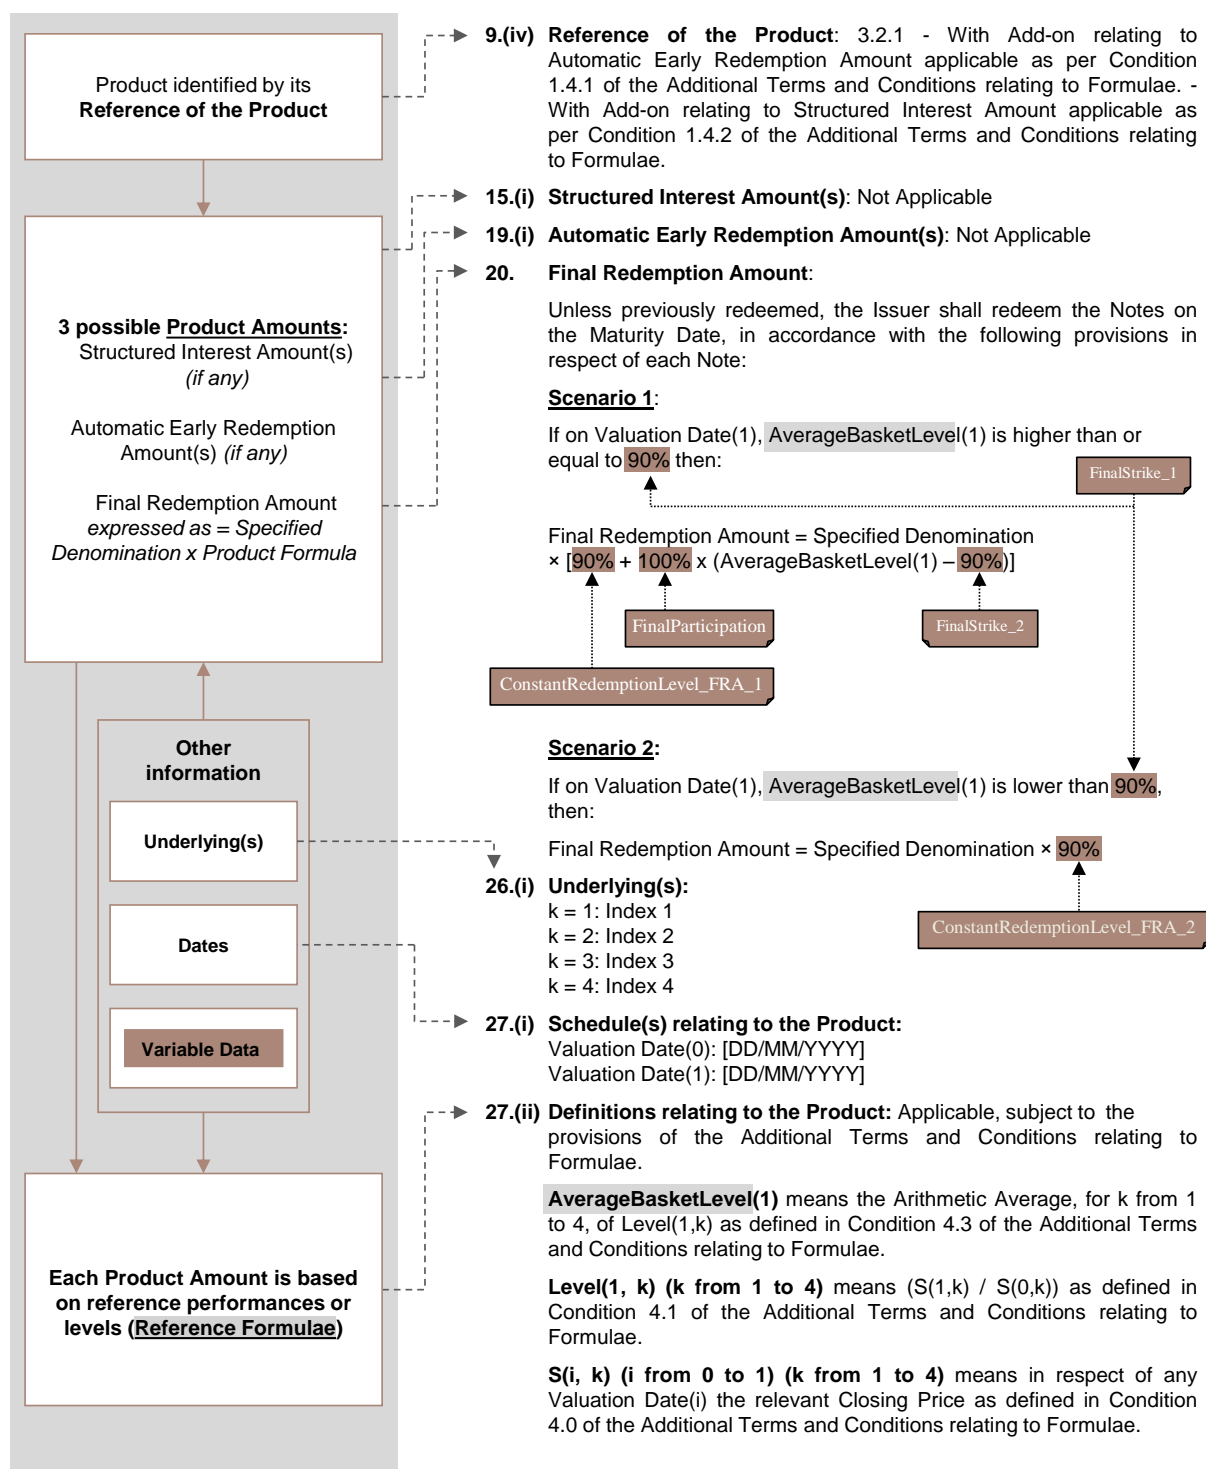 Product identified by its
Reference of the Product
3 possible Product Amounts:
Structured Interest Amount(s)
(if any)
Automatic Early Redemption
Amount(s) (if any)
Final Redemption Amount
expressed as = Specified
Denomination x Product Formula
Other
information
Underlying(s)
Dates
Variable Data
Each Product Amount is based
on reference performances or
levels (Reference Formulae)
9.(iv) Reference of the Product: 3.2.1 - With Add-on relating to
Automatic Early Redemption Amount applicable as per Condition
1.4.1 of the Additional Terms and Conditions relating to Formulae. -
With Add-on relating to Structured Interest Amount applicable as
per Condition 1.4.2 of the Additional Terms and Conditions relating
to Formulae.
15.(i) Structured Interest Amount(s): Not Applicable
19.(i) Automatic Early Redemption Amount(s): Not Applicable
20. Final Redemption Amount:
Unless previously redeemed, the Issuer shall redeem the Notes on
the Maturity Date, in accordance with the following provisions in
respect of each Note:
Scenario 1:
If on Valuation Date(1), AverageBasketLevel(1) is higher than or
equal to 90% then:
FinalStrike_1
Final Redemption Amount = Specified Denomination
× [90% + 100% x (AverageBasketLevel(1) – 90%)]
FinalParticipation
FinalStrike_2
ConstantRedemptionLevel_FRA_1
Scenario 2:
If on Valuation Date(1), AverageBasketLevel(1) is lower than 90%,
then:
Final Redemption Amount = Specified Denomination × 90%
ConstantRedemptionLevel_FRA_2
26.(i) Underlying(s):
k = 1: Index 1
k = 2: Index 2
k = 3: Index 3
k = 4: Index 4
27.(i) Schedule(s) relating to the Product:
Valuation Date(0): [DD/MM/YYYY]
Valuation Date(1): [DD/MM/YYYY]
27.(ii) Definitions relating to the Product: Applicable, subject to the
provisions of the Additional Terms and Conditions relating to
Formulae.
AverageBasketLevel(1) means the Arithmetic Average, for k from 1
to 4, of Level(1,k) as defined in Condition 4.3 of the Additional Terms
and Conditions relating to Formulae.
Level(1, k) (k from 1 to 4) means (S(1,k) / S(0,k)) as defined in
Condition 4.1 of the Additional Terms and Conditions relating to
Formulae.
S(i, k) (i from 0 to 1) (k from 1 to 4) means in respect of any
Valuation Date(i) the relevant Closing Price as defined in Condition
4.0 of the Additional Terms and Conditions relating to Formulae.